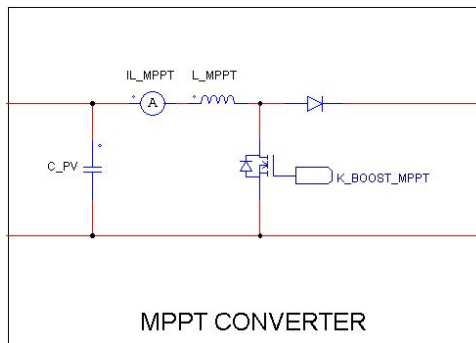 IL_MPPT L_MPPT
A
C_PV
K_BOOST_MPPT
MPPT CONVERTER